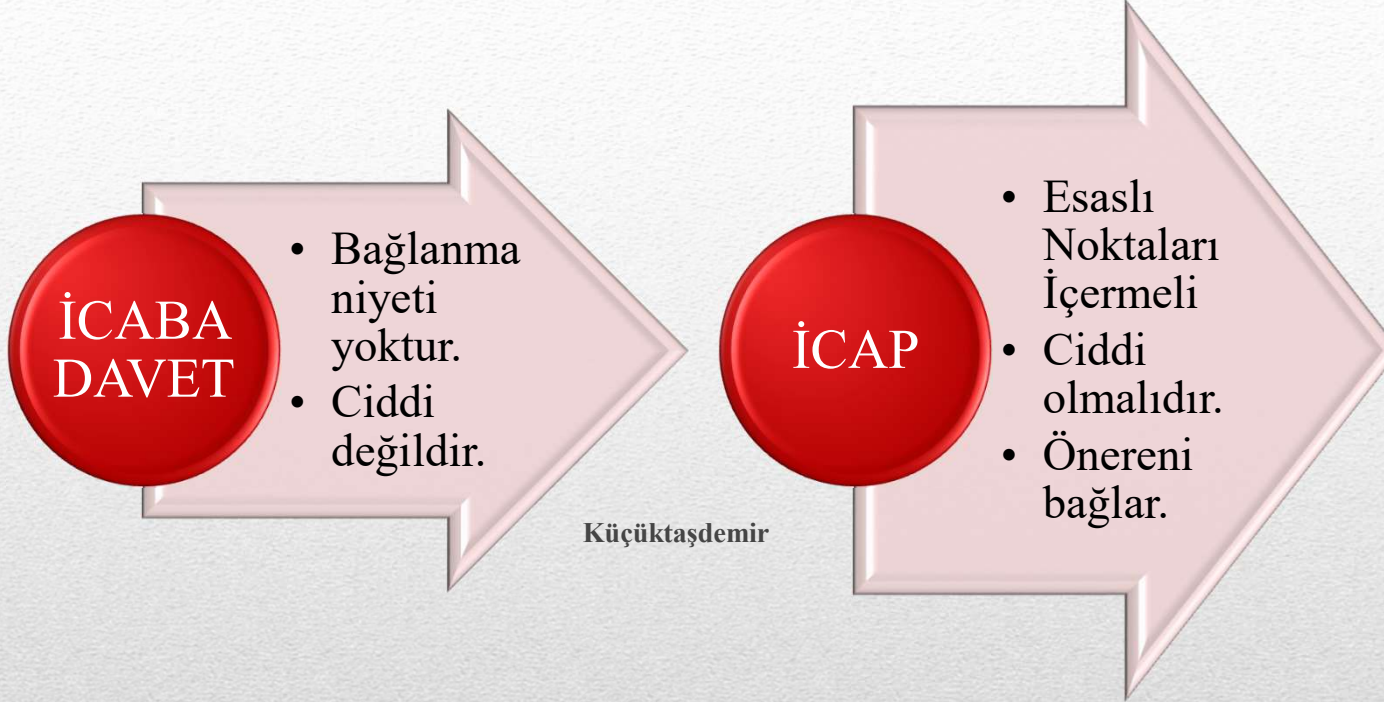 İCABA
DAVET
• Bağlanma
niyeti
yoktur.
• Ciddi
değildir.
İCAP
• Esaslı
Noktaları
İçermeli
• Ciddi
olmalıdır.
• Önereni
bağlar.
Küçüktaşdemir